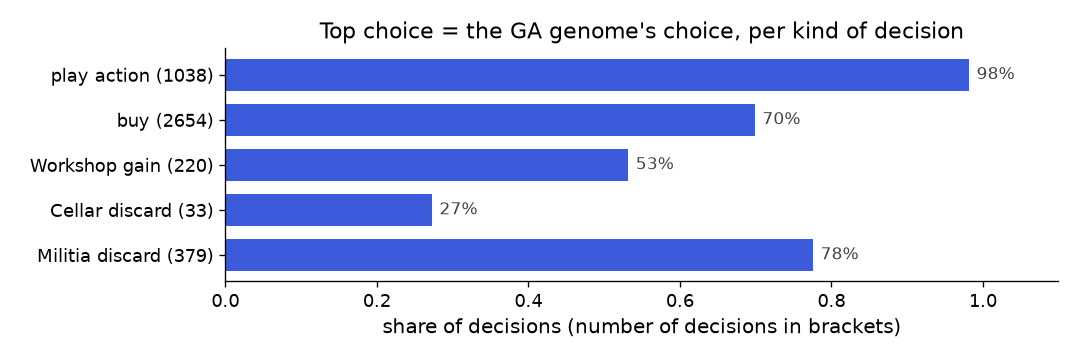 Top choice = the GA genome's choice, per kind of decision
play action (1038)
98%
buy (2654)
70%
Workshop gain (220)
53%
Cellar discard (33)
27%
Militia discard (379)
78%
0.0 0.2 0.4 0.6 0.8 1.0
share of decisions (number of decisions in brackets)